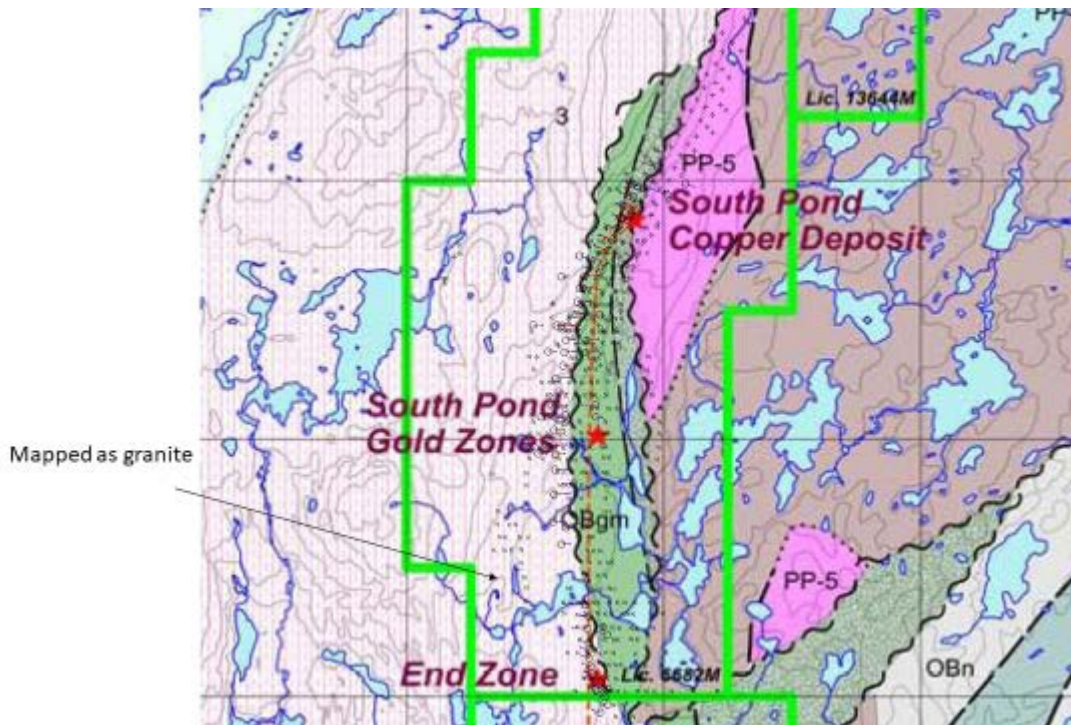 Lic. 13644M
3
PP-5
South Pond
Copper Deposit
South Pond
Gold Zones
Mapped as granite
OBgm
PP-5
End Zone
Lic. 6682M
OBn